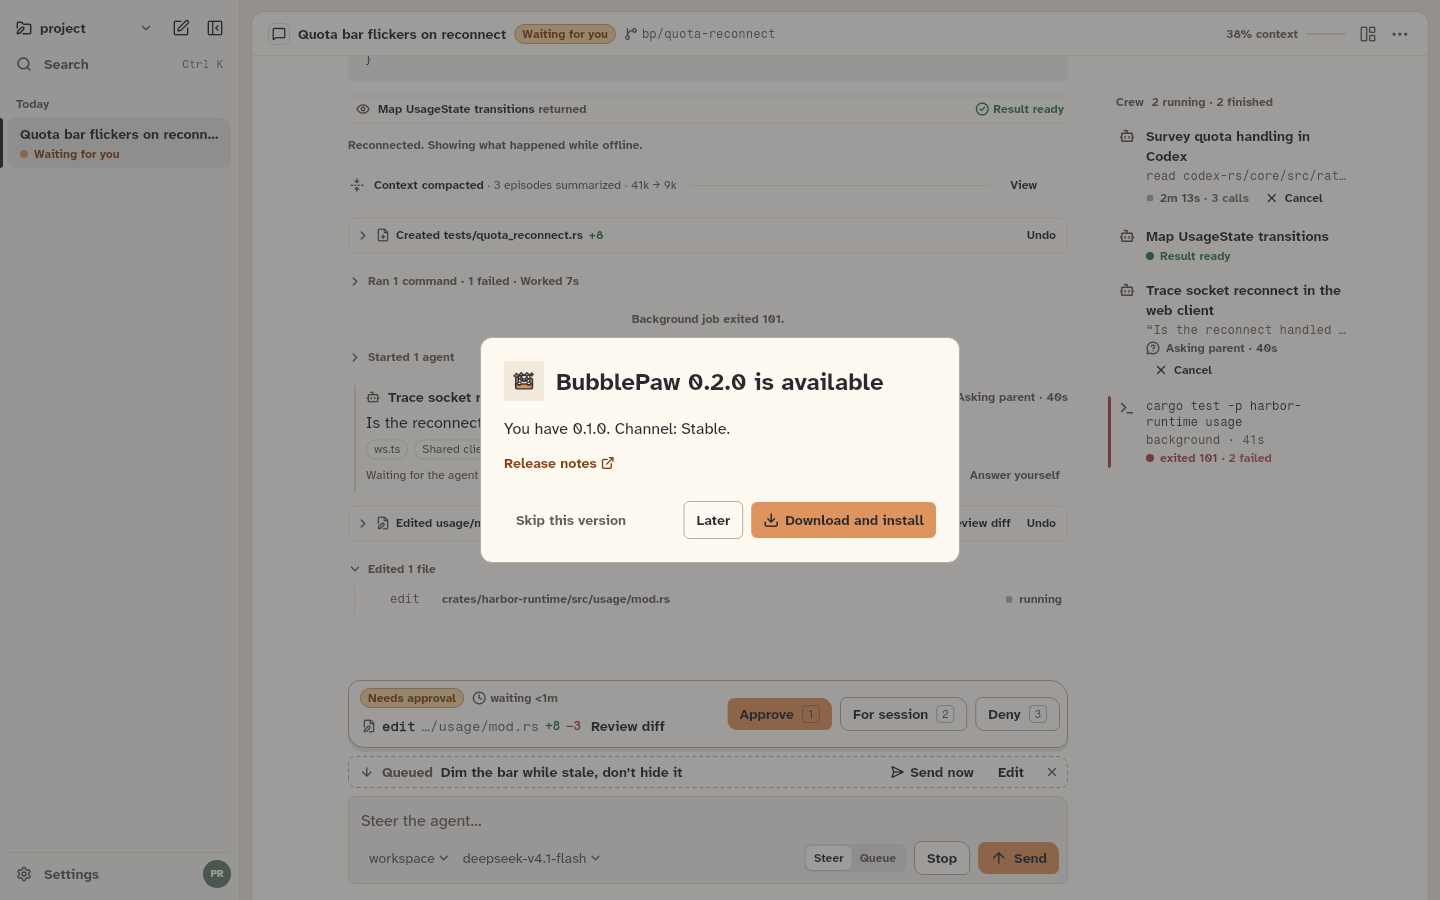 project
Search
Ctrl K
Today
Quota bar flickers on reconn...
Waiting for you
Settings
PR
Quota bar flickers on reconnect
Waiting for you
bp/quota-reconnect
38% context
}
Map UsageState transitions returned
Result ready
Reconnected. Showing what happened while offline.
Context compacted · 3 episodes summarized · 41k → 9k
View
Created tests/quota_reconnect.rs +8
Undo
Ran 1 command · 1 failed · Worked 7s
Background job exited 101.
Started 1 agent
Trace socket r
Asking parent · 40s
Is the reconnect
ws.ts
Shared clie
Waiting for the agent
Answer yourself
Edited usage/m
view diff
Undo
Edited 1 file
edit crates/harbor-runtime/src/usage/mod.rs
running
BubblePaw 0.2.0 is available
You have 0.1.0. Channel: Stable.
Release notes
Skip this version
Later
Download and install
Needs approval
waiting <1m
edit …/usage/mod.rs +8 −3 Review diff
Approve 1
For session 2
Deny 3
Queued Dim the bar while stale, don't hide it
Send now
Edit
Steer the agent…
workspace
deepseek-v4.1-flash
Steer
Queue
Stop
Send
Crew 2 running · 2 finished
Survey quota handling in
Codex
read codex-rs/core/src/rat…
2m 13s · 3 calls
Cancel
Map UsageState transitions
Result ready
Trace socket reconnect in the
web client
“Is the reconnect handled …
Asking parent · 40s
Cancel
cargo test -p harbor-
runtime usage
background · 41s
exited 101 · 2 failed